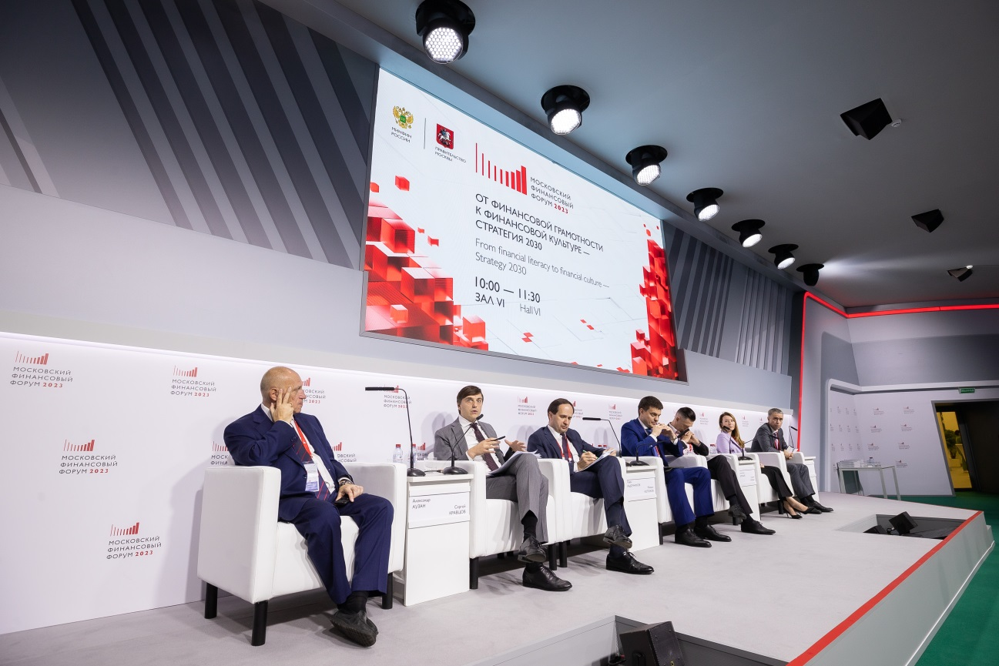 МИНФИН
РОССИИ
ПРАВИТЕЛЬСТВО
МОСКВЫ
МОСКОВСКИЙ
ФИНАНСОВЫЙ
ФОРУМ 2023
ОТ ФИНАНСОВОЙ ГРАМОТНОСТИ
К ФИНАНСОВОЙ КУЛЬТУРЕ —
СТРАТЕГИЯ 2030
From financial literacy to financial culture —
Strategy 2030
10:00 — 11:30
ЗАЛ VI Hall VI
МОСКОВСКИЙ
ФИНАНСОВЫЙ
ФОРУМ 2023
МОСКОВСКИЙ
ФИНАНСОВЫЙ
ФОРУМ 2023
МОСКОВСКИЙ
ФИНАНСОВЫЙ
ФОРУМ 2023
МОСКОВСКИЙ
ФИНАНСОВЫЙ
ФОРУМ 2023
Александр
АУЗАН
Сергей
КРАВЦОВ